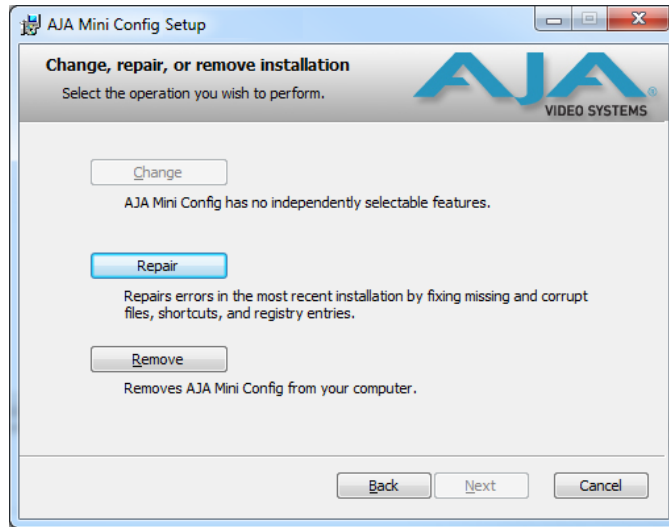 AJA Mini Config Setup
Change, repair, or remove installation
Select the operation you wish to perform.
AJA
VIDEO SYSTEMS
Change
AJA Mini Config has no independently selectable features.
Repair
Repairs errors in the most recent installation by fixing missing and corrupt
files, shortcuts, and registry entries.
Remove
Removes AJA Mini Config from your computer.
Back
Next
Cancel